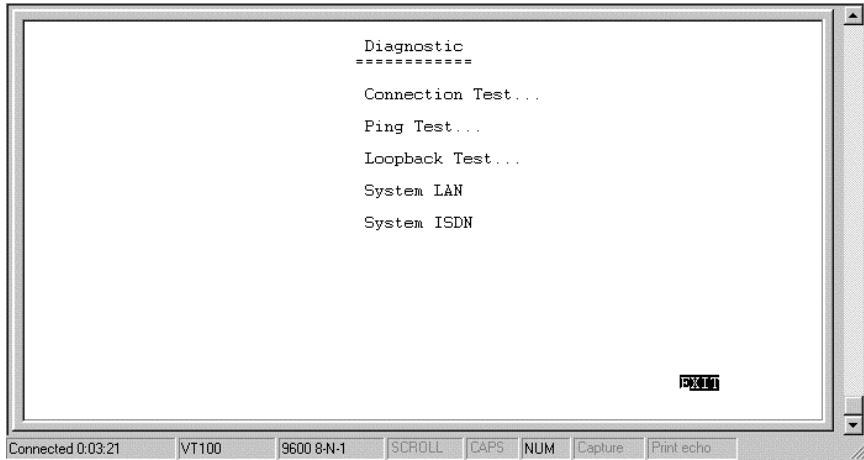 Diagnostic
============
Connection Test...
Ping Test...
Loopback Test...
System LAN
System ISDN
EXIT
Connected 0:03:21 VT100 9600 8-N-1 SCROLL CAPS NUM Capture Print echo